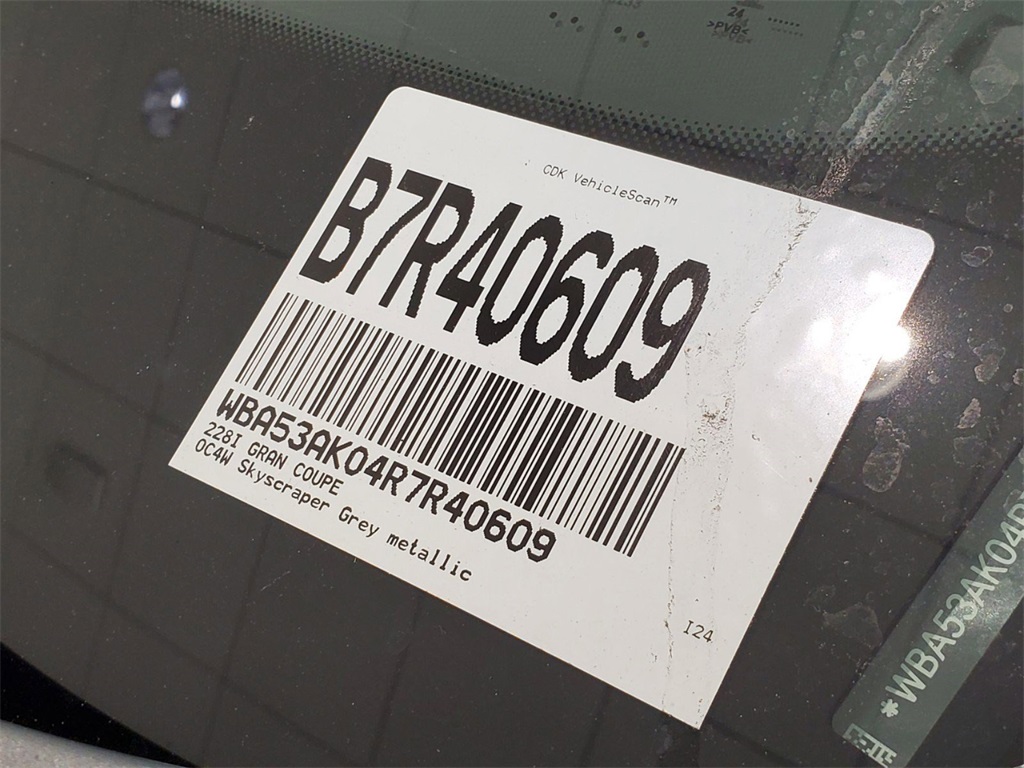 24
>PVB<
CDK VehicleScan™
B7R40609
WBA53AK04R7R40609
228I GRAN COUPE
0C4W Skyscraper Grey metallic
I24
*WBA53AK04R